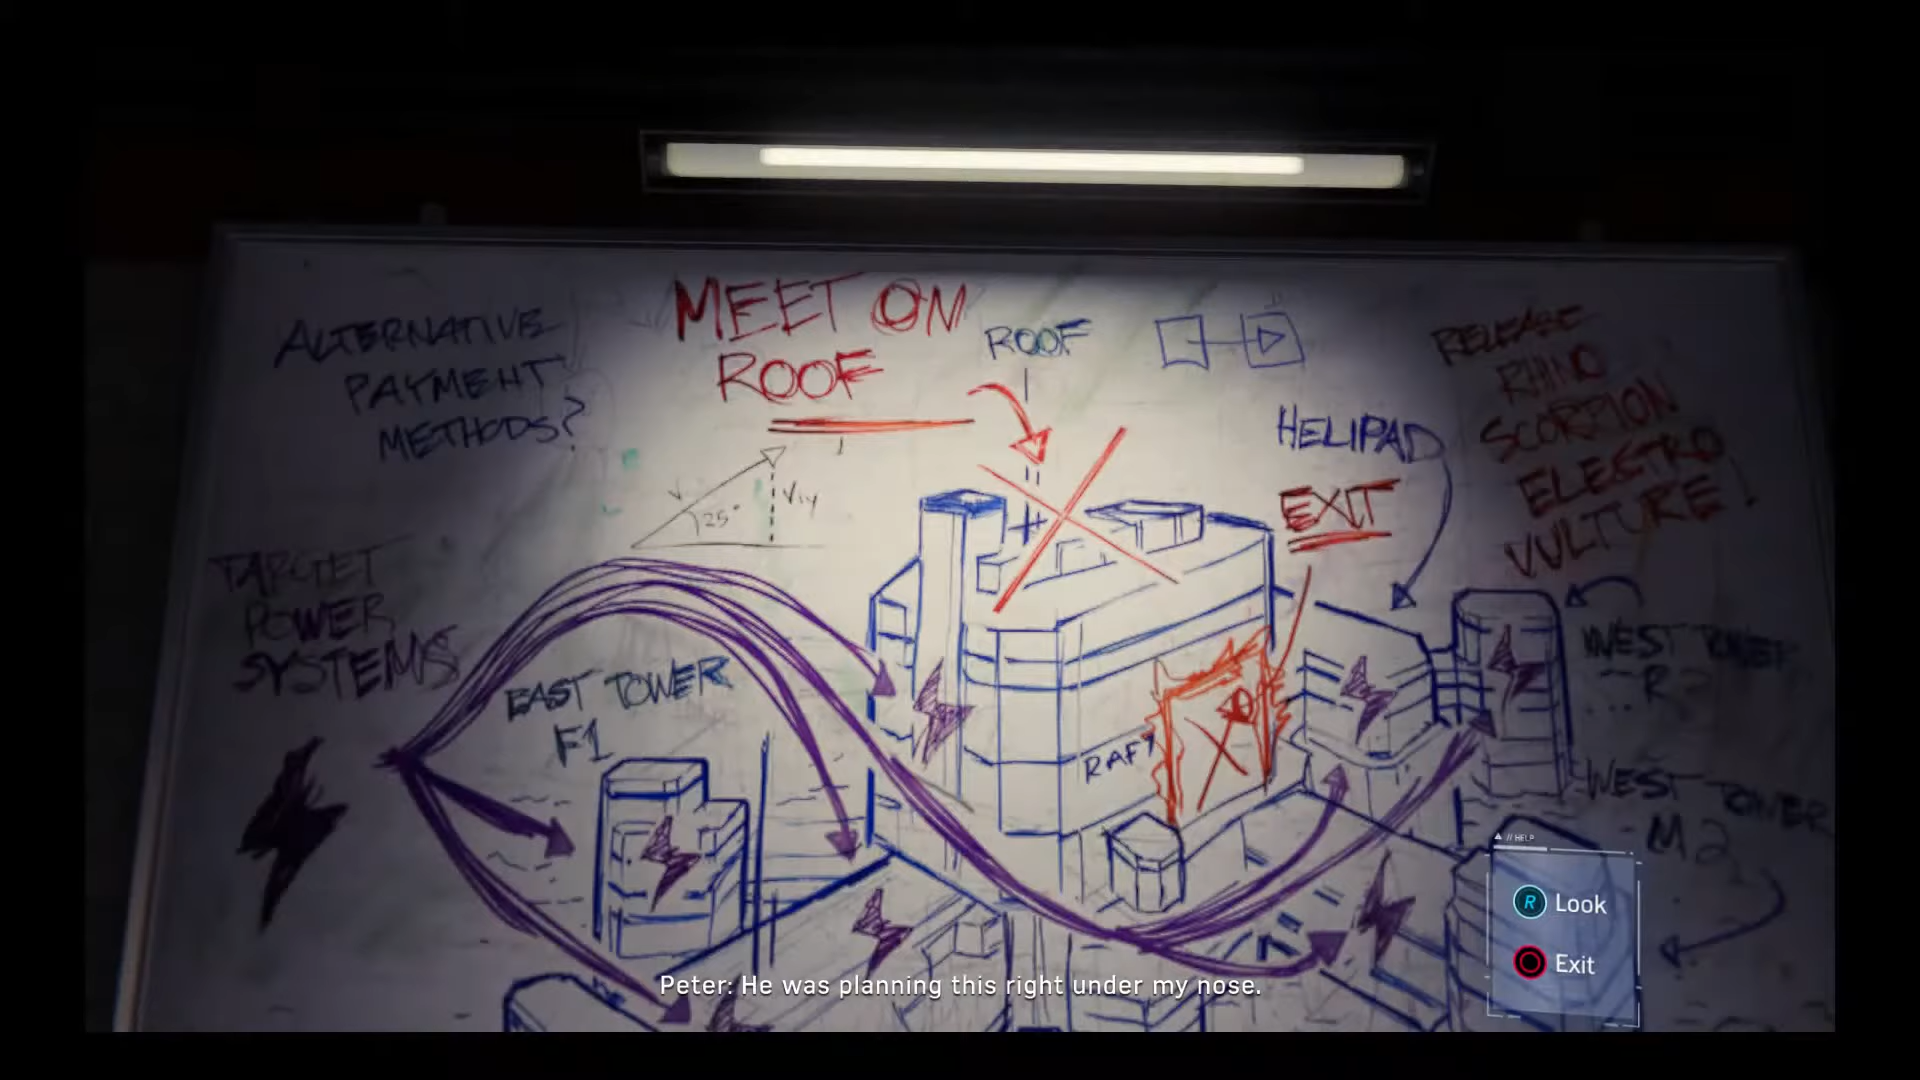 ALTERNATIVE
PAYMENT
METHODS?
MEET ON
ROOF
ROOF
HELIPAD
EXIT
RELEASE
RHINO
SCORPION
ELECTRO
VULTURE!
25°
V1y
TARGET
POWER
SYSTEMS
EAST TOWER
F1
RAFT
WEST TOWER
R2
WEST TOWER
M2
// HELP
R Look
Exit
Peter: He was planning this right under my nose.